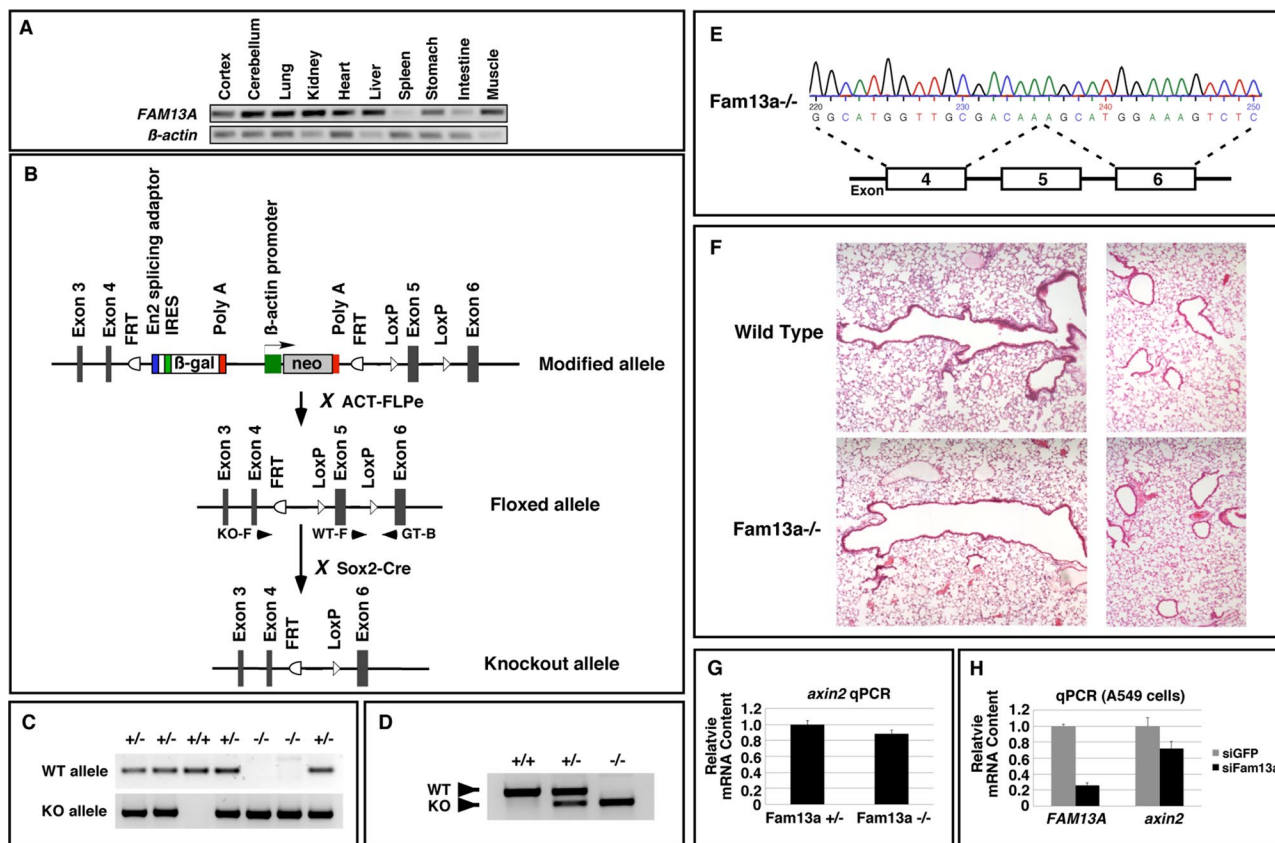 A
Cortex
Cerebellum
Lung
Kidney
Heart
Liver
Spleen
Stomach
Intestine
Muscle
FAM13A
ß-actin
B
Exon 3
Exon 4
FRT
En2 splicing adaptor
IRES
Poly A
ß-actin promoter
Poly A
FRT
LoxP
Exon 5
LoxP
Exon 6
ß-gal
neo
Modified allele
X ACT-FLPe
Exon 3
Exon 4
FRT
LoxP
Exon 5
LoxP
Exon 6
Floxed allele
KO-F
WT-F
GT-B
X Sox2-Cre
Exon 3
Exon 4
FRT
LoxP
Exon 6
Knockout allele
C
+/- +/- +/+ +/- -/- -/- +/-
WT allele
KO allele
D
+/+ +/- -/-
WT
KO
E
Fam13a-/-
220 230 240 250
G G C A T G G T T G C G A C A A A G C A T G G A A A G T C T C
Exon 4 5 6
F
Wild Type
Fam13a-/-
G
axin2 qPCR
Relatvie
mRNA Content
1.2
1.0
0.8
0.6
0.4
0.2
0
Fam13a +/- Fam13a -/-
H
qPCR (A549 cells)
Relatvie
mRNA Content
1.2
1.0
0.8
0.6
0.4
0.2
0
FAM13A axin2
siGFP
siFam13a